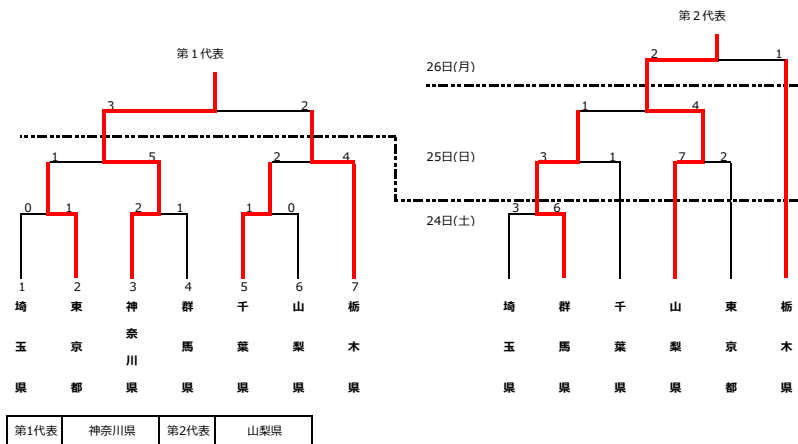 第２代表
第１代表
2 1
26日(月)
3 2
1 4
1 5 2 4
25日(日)
3 1 7 2
0 1 2 1 1 0
3 6
24日(土)
1 2 3 4 5 6 7
埼玉県 東京都 神奈川県 群馬県 千葉県 山梨県 栃木県
埼玉県 群馬県 千葉県 山梨県 東京都 栃木県
第1代表 神奈川県 第2代表 山梨県